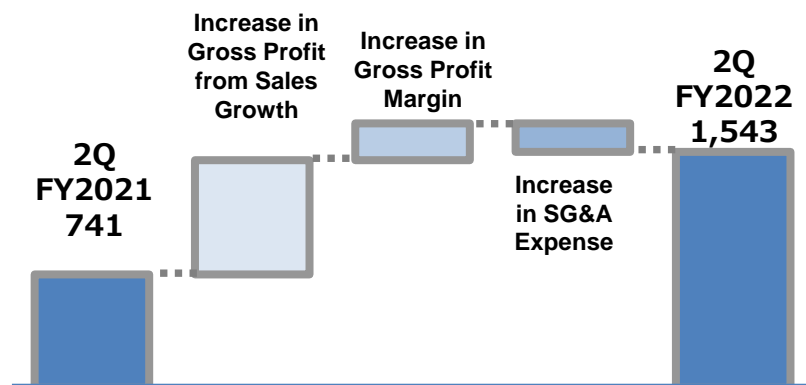 2Q
FY2021
741
Increase in
Gross Profit
from Sales
Growth
Increase in
Gross Profit
Margin
Increase
in SG&A
Expense
2Q
FY2022
1,543